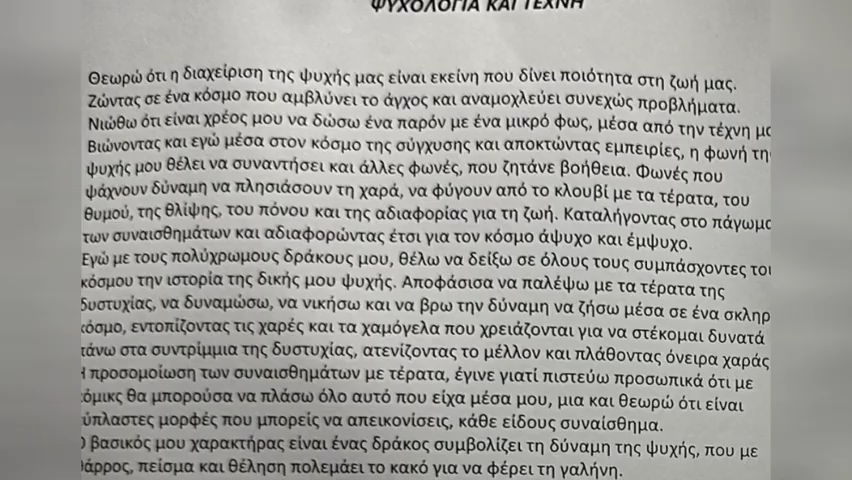 ΨΥΧΟΛΟΓΙΑ ΚΑΙ ΤΕΧΝΗ
Θεωρώ ότι η διαχείριση της ψυχής μας είναι εκείνη που δίνει ποιότητα στη ζωή μας.
Ζώντας σε ένα κόσμο που αμβλύνει το άγχος και αναμοχλεύει συνεχώς προβλήματα.
Νιώθω ότι είναι χρέος μου να δώσω ένα παρόν με ένα μικρό φως, μέσα από την τέχνη μο
Βιώνοντας και εγώ μέσα στον κόσμο της σύγχυσης και αποκτώντας εμπειρίες, η φωνή τη
ψυχής μου θέλει να συναντήσει και άλλες φωνές, που ζητάνε βοήθεια. Φωνές που
ψάχνουν δύναμη να πλησιάσουν τη χαρά, να φύγουν από το κλουβί με τα τέρατα, του
θυμού, της θλίψης, του πόνου και της αδιαφορίας για τη ζωή. Καταλήγοντας στο πάγωμα
των συναισθημάτων και αδιαφορώντας έτσι για τον κόσμο άψυχο και έμψυχο.
Εγώ με τους πολύχρωμους δράκους μου, θέλω να δείξω σε όλους τους συμπάσχοντες του
κόσμου την ιστορία της δικής μου ψυχής. Αποφάσισα να παλέψω με τα τέρατα της
δυστυχίας, να δυναμώσω, να νικήσω και να βρω την δύναμη να ζήσω μέσα σε ένα σκληρ
κόσμο, εντοπίζοντας τις χαρές και τα χαμόγελα που χρειάζονται για να στέκομαι δυνατά
πάνω στα συντρίμμια της δυστυχίας, ατενίζοντας το μέλλον και πλάθοντας όνειρα χαράς
Η προσομοίωση των συναισθημάτων με τέρατα, έγινε γιατί πιστεύω προσωπικά ότι με
όμικς θα μπορούσα να πλάσω όλο αυτό που είχα μέσα μου, μια και θεωρώ ότι είναι
ύπλαστες μορφές που μπορείς να απεικονίσεις, κάθε είδους συναίσθημα.
Ο βασικός μου χαρακτήρας είναι ένας δράκος συμβολίζει τη δύναμη της ψυχής, που με
θάρρος, πείσμα και θέληση πολεμάει το κακό για να φέρει τη γαλήνη.